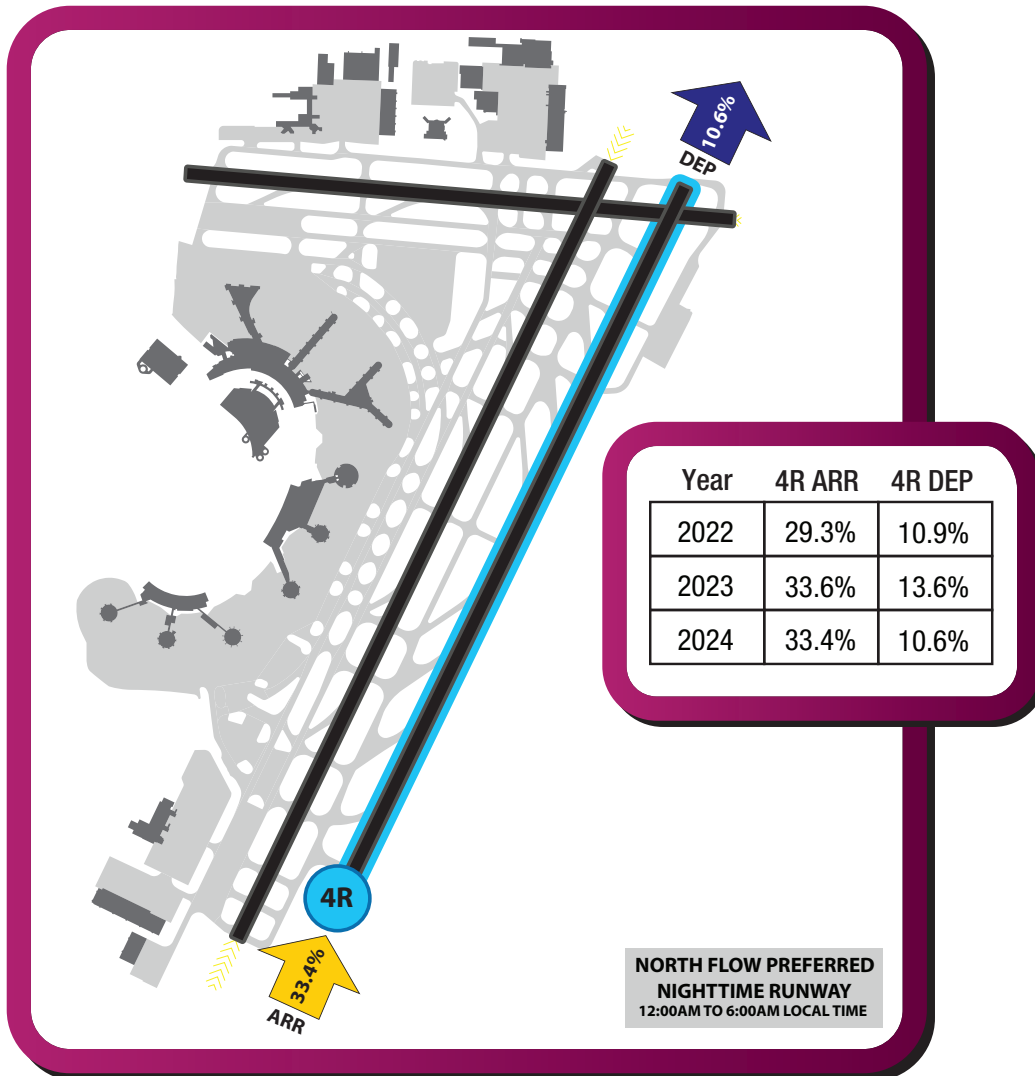 10.6%
DEP
Year 4R ARR 4R DEP
2022 29.3% 10.9%
2023 33.6% 13.6%
2024 33.4% 10.6%
4R
33.4%
ARR
NORTH FLOW PREFERRED
NIGHTTIME RUNWAY
12:00AM TO 6:00AM LOCAL TIME